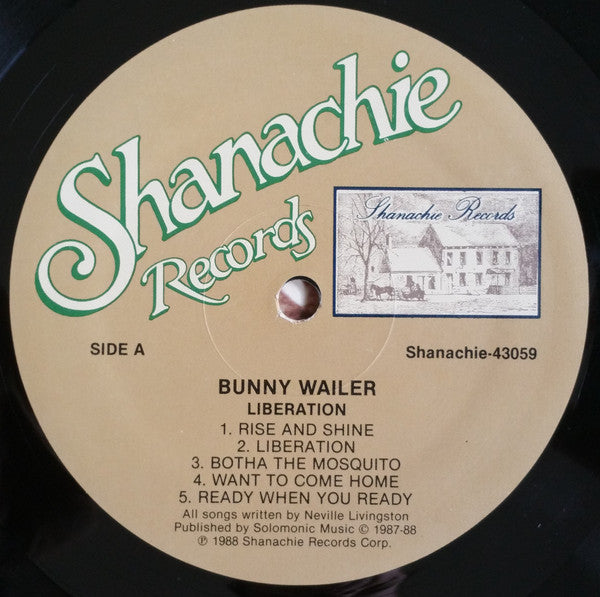 Shanachie
Records
Shanachie Records
SIDE A
Shanachie-43059
BUNNY WAILER
LIBERATION
1. RISE AND SHINE
2. LIBERATION
3. BOTHA THE MOSQUITO
4. WANT TO COME HOME
5. READY WHEN YOU READY
All songs written by Neville Livingston
Published by Solomonic Music © 1987-88
℗ 1988 Shanachie Records Corp.